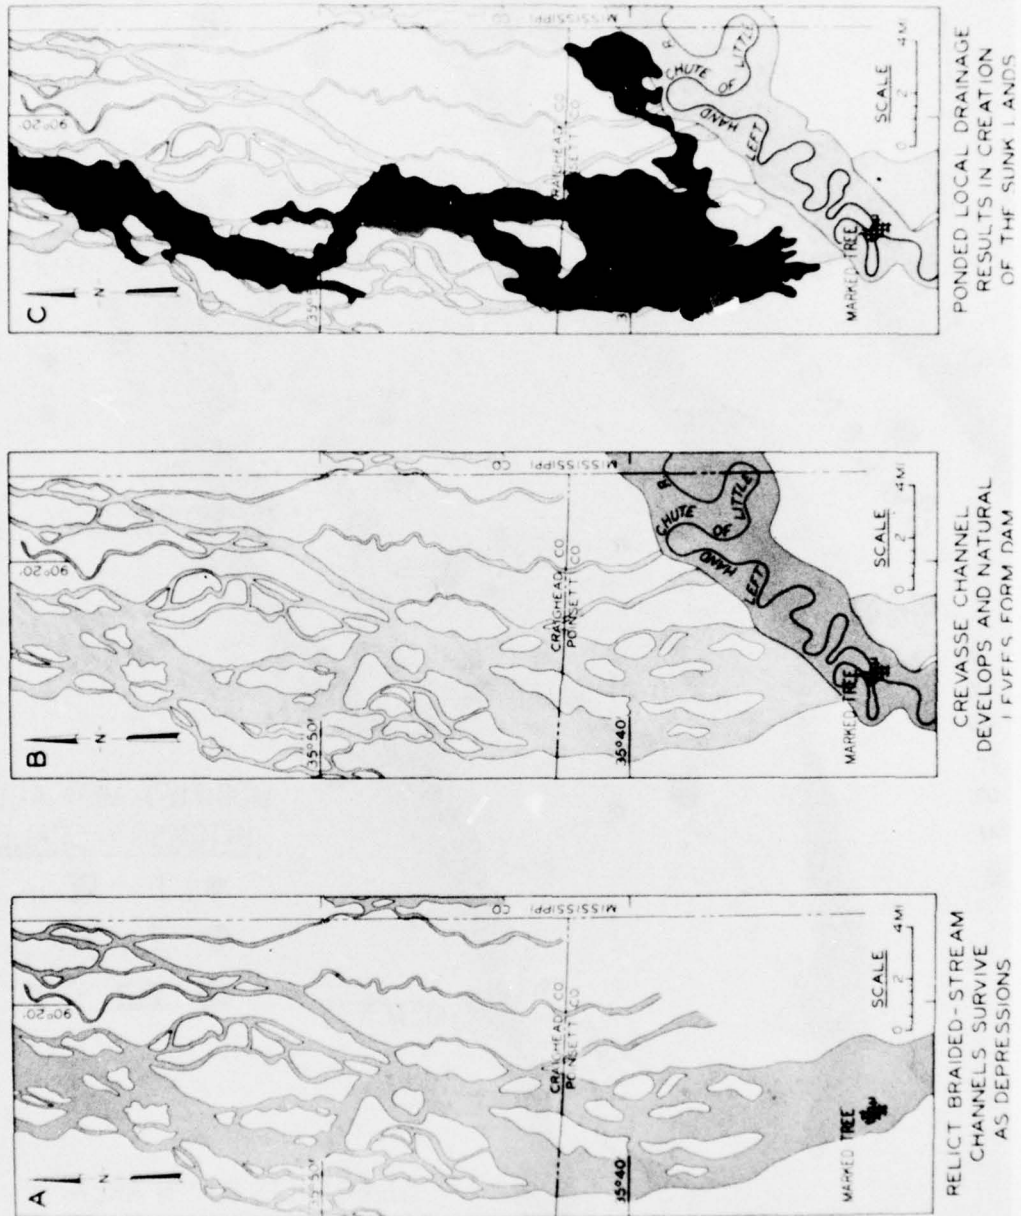 A
N
90°20'
MISSISSIPPI CO
35°50'
CRAIGHEAD CO
POINSETT CO
35°40'
MARKED TREE
SCALE
0 2 4 MI
RELICT BRAIDED-STREAM
CHANNELS SURVIVE
AS DEPRESSIONS
B
N
90°20'
MISSISSIPPI CO
35°50'
CRAIGHEAD CO
POINSETT CO
35°40'
LEFT HAND CHUTE OF LITTLE R.
MARKED TREE
SCALE
0 2 4 MI
CREVASSE CHANNEL
DEVELOPS AND NATURAL
LEVEES FORM DAM
C
N
90°20'
MISSISSIPPI CO
CRAIGHEAD CO
CO
LEFT HAND CHUTE OF LITTLE R.
MARKED TREE
SCALE
0 2 4 MI
PONDED LOCAL DRAINAGE
RESULTS IN CREATION
OF THE SUNK LANDS